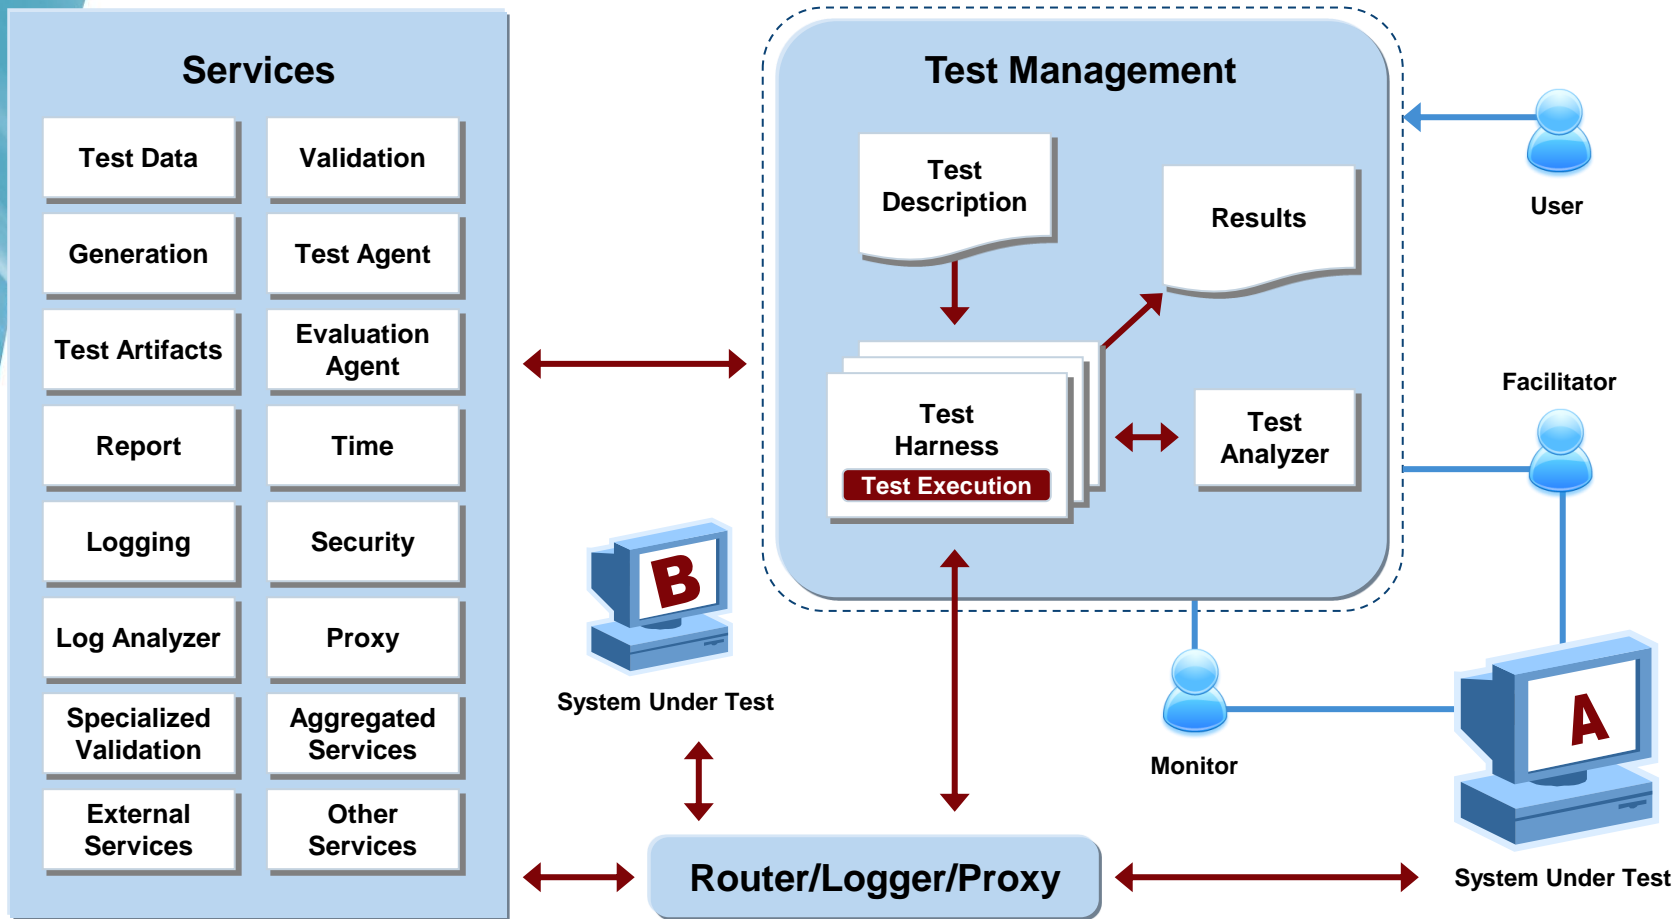 Services
Test Data
Validation
Generation
Test Agent
Test Artifacts
Evaluation
Agent
Report
Time
Logging
Security
Log Analyzer
Proxy
Specialized
Validation
Aggregated
Services
External
Services
Other
Services
Test Management
Test
Description
Results
Test
Harness
Test Execution
Test
Analyzer
User
Facilitator
B
System Under Test
Monitor
A
System Under Test
Router/Logger/Proxy